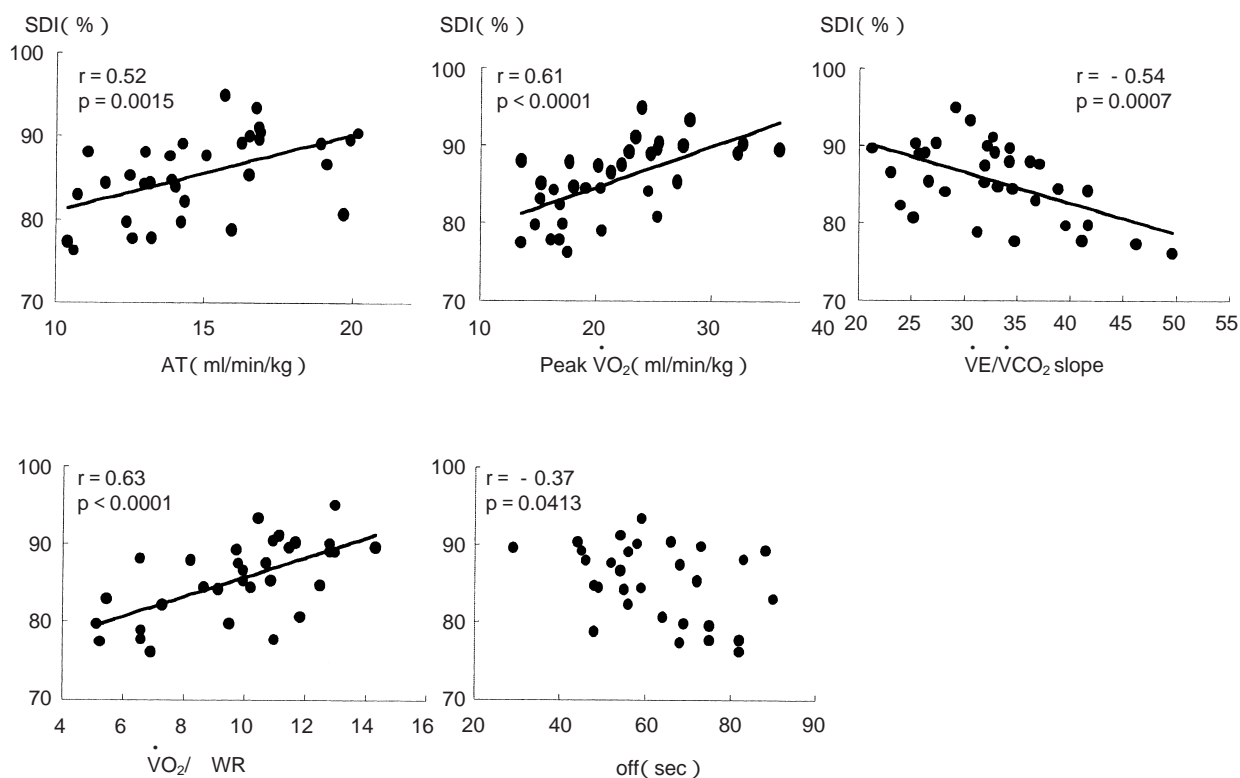 SDI( % )
100
90
80
70
r = 0.52
p = 0.0015
10 15 20
AT( ml/min/kg )
SDI( % )
100
90
80
70
r = 0.61
p < 0.0001
10 20 30 40
Peak V̇O₂( ml/min/kg )
SDI( % )
100
90
80
70
r = - 0.54
p = 0.0007
20 25 30 35 40 45 50 55
V̇E/V̇CO₂ slope
100
90
80
70
r = 0.63
p < 0.0001
4 6 8 10 12 14 16
V̇O₂/ WR
100
90
80
70
r = - 0.37
p = 0.0413
20 40 60 80 90
off( sec )